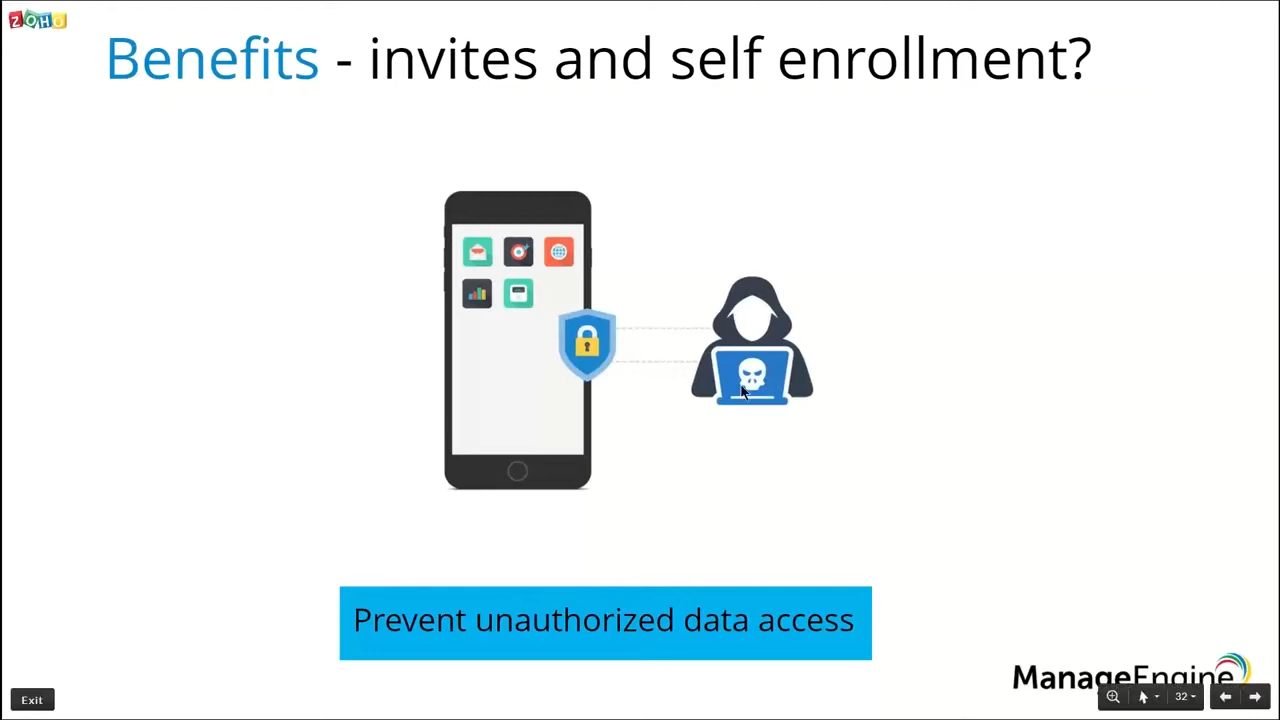 ZOHO
Benefits - invites and self enrollment?
Prevent unauthorized data access
ManageEngine
Exit
32